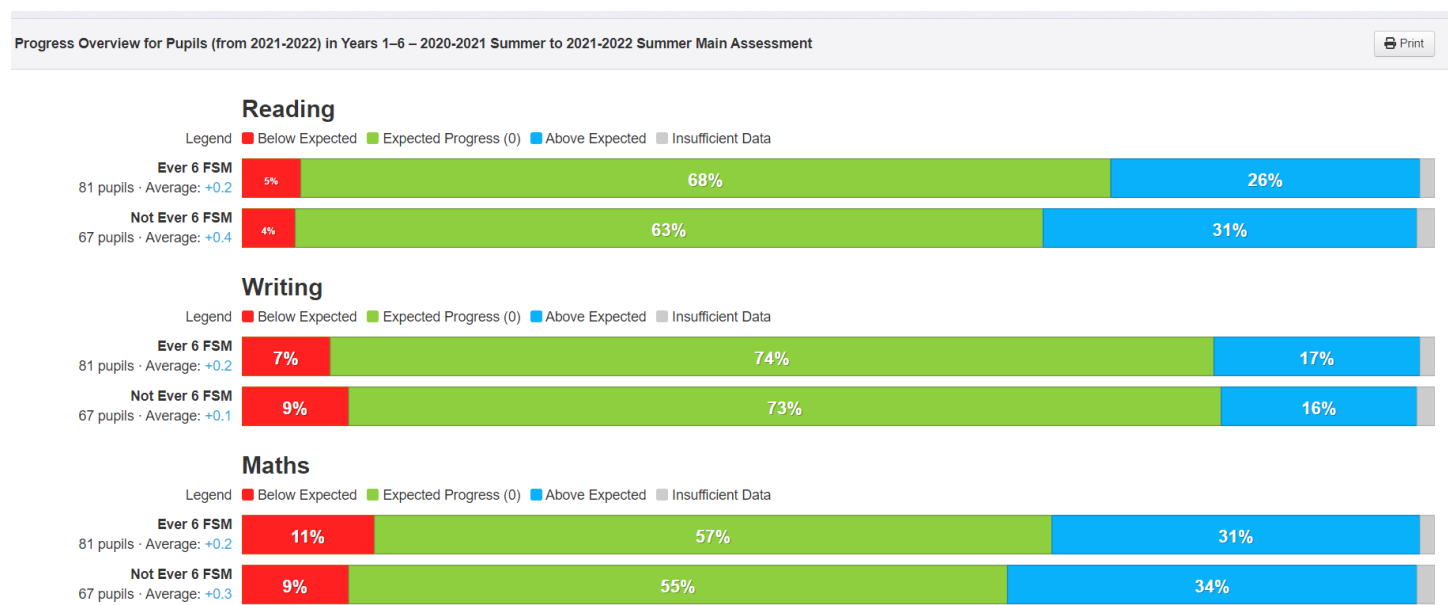 Progress Overview for Pupils (from 2021-2022) in Years 1–6 – 2020-2021 Summer to 2021-2022 Summer Main Assessment
Print
Reading
Legend Below Expected Expected Progress (0) Above Expected Insufficient Data
Ever 6 FSM
81 pupils · Average: +0.2
5% 68% 26%
Not Ever 6 FSM
67 pupils · Average: +0.4
4% 63% 31%
Writing
Legend Below Expected Expected Progress (0) Above Expected Insufficient Data
Ever 6 FSM
81 pupils · Average: +0.2
7% 74% 17%
Not Ever 6 FSM
67 pupils · Average: +0.1
9% 73% 16%
Maths
Legend Below Expected Expected Progress (0) Above Expected Insufficient Data
Ever 6 FSM
81 pupils · Average: +0.2
11% 57% 31%
Not Ever 6 FSM
67 pupils · Average: +0.3
9% 55% 34%